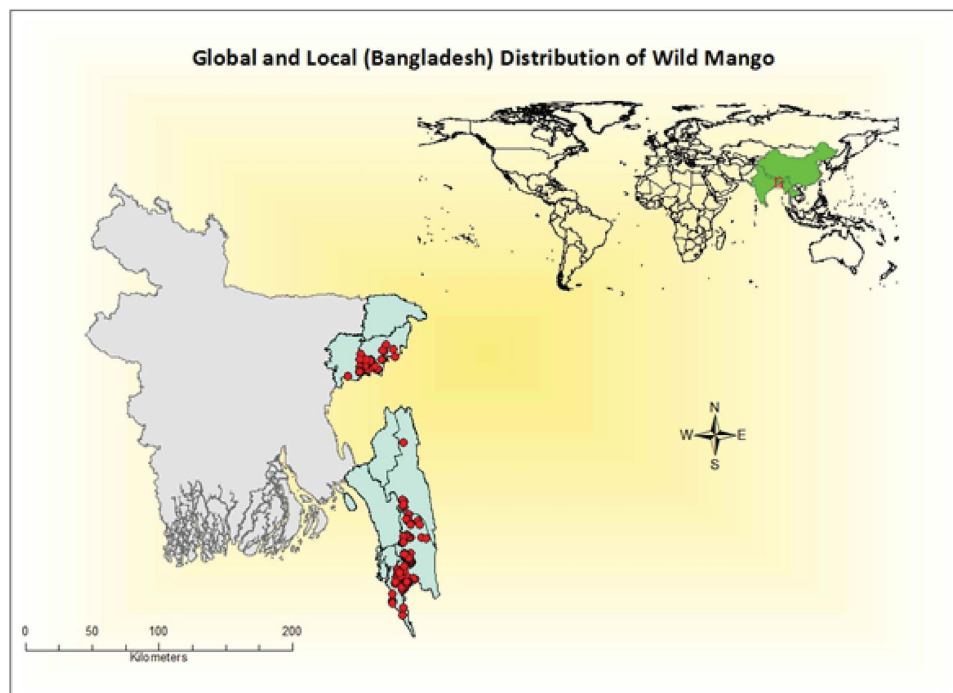 Global and Local (Bangladesh) Distribution of Wild Mango
N
W E
S
0 50 100 200
Kilometers